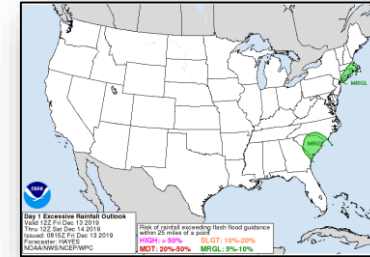 MRGL
MRGL
NOAA
Day 1 Excessive Rainfall Outlook
Valid 12Z Fri Dec 13 2019
Thru 12Z Sat Dec 14 2019
Issued: 0815Z Fri Dec 13 2019
Forecaster: HAYES
NOAA/NWS/NCEP/WPC
Risk of rainfall exceeding flash flood guidance
within 25 miles of a point
HIGH: > 50% SLGT: 10%-20%
MDT: 20%-50% MRGL: 5%-10%